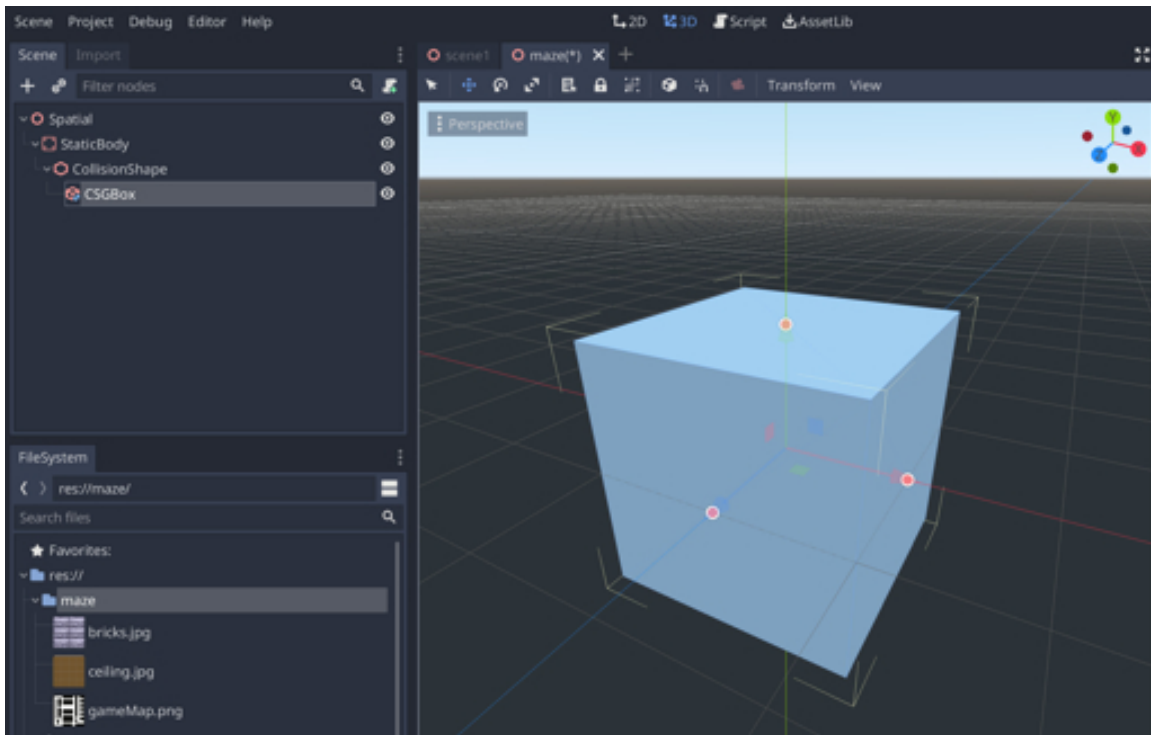 Scene Project Debug Editor Help
2D 3D Script AssetLib
Scene Import
scene1 maze(*)
Filter nodes
Transform View
Spatial
StaticBody
CollisionShape
CSGBox
Perspective
Y
X
Z
FileSystem
res://maze/
Search files
Favorites:
res://
maze
bricks.jpg
ceiling.jpg
gameMap.png